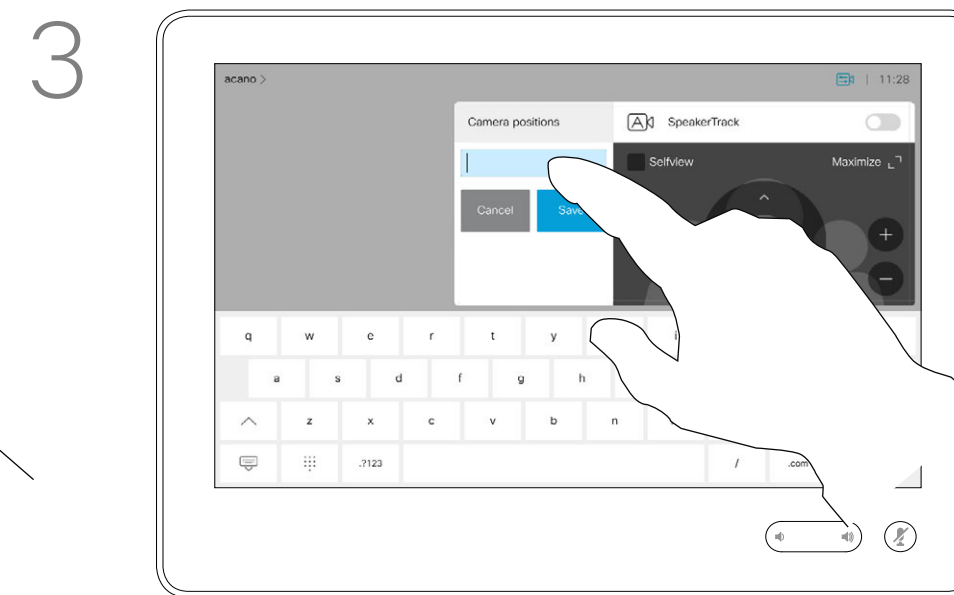 3
acano >
11:28
Camera positions
SpeakerTrack
Selfview
Maximize
Cancel
Save
q w e r t y i
a s d f g h
z x c v b n
.?123 / .com